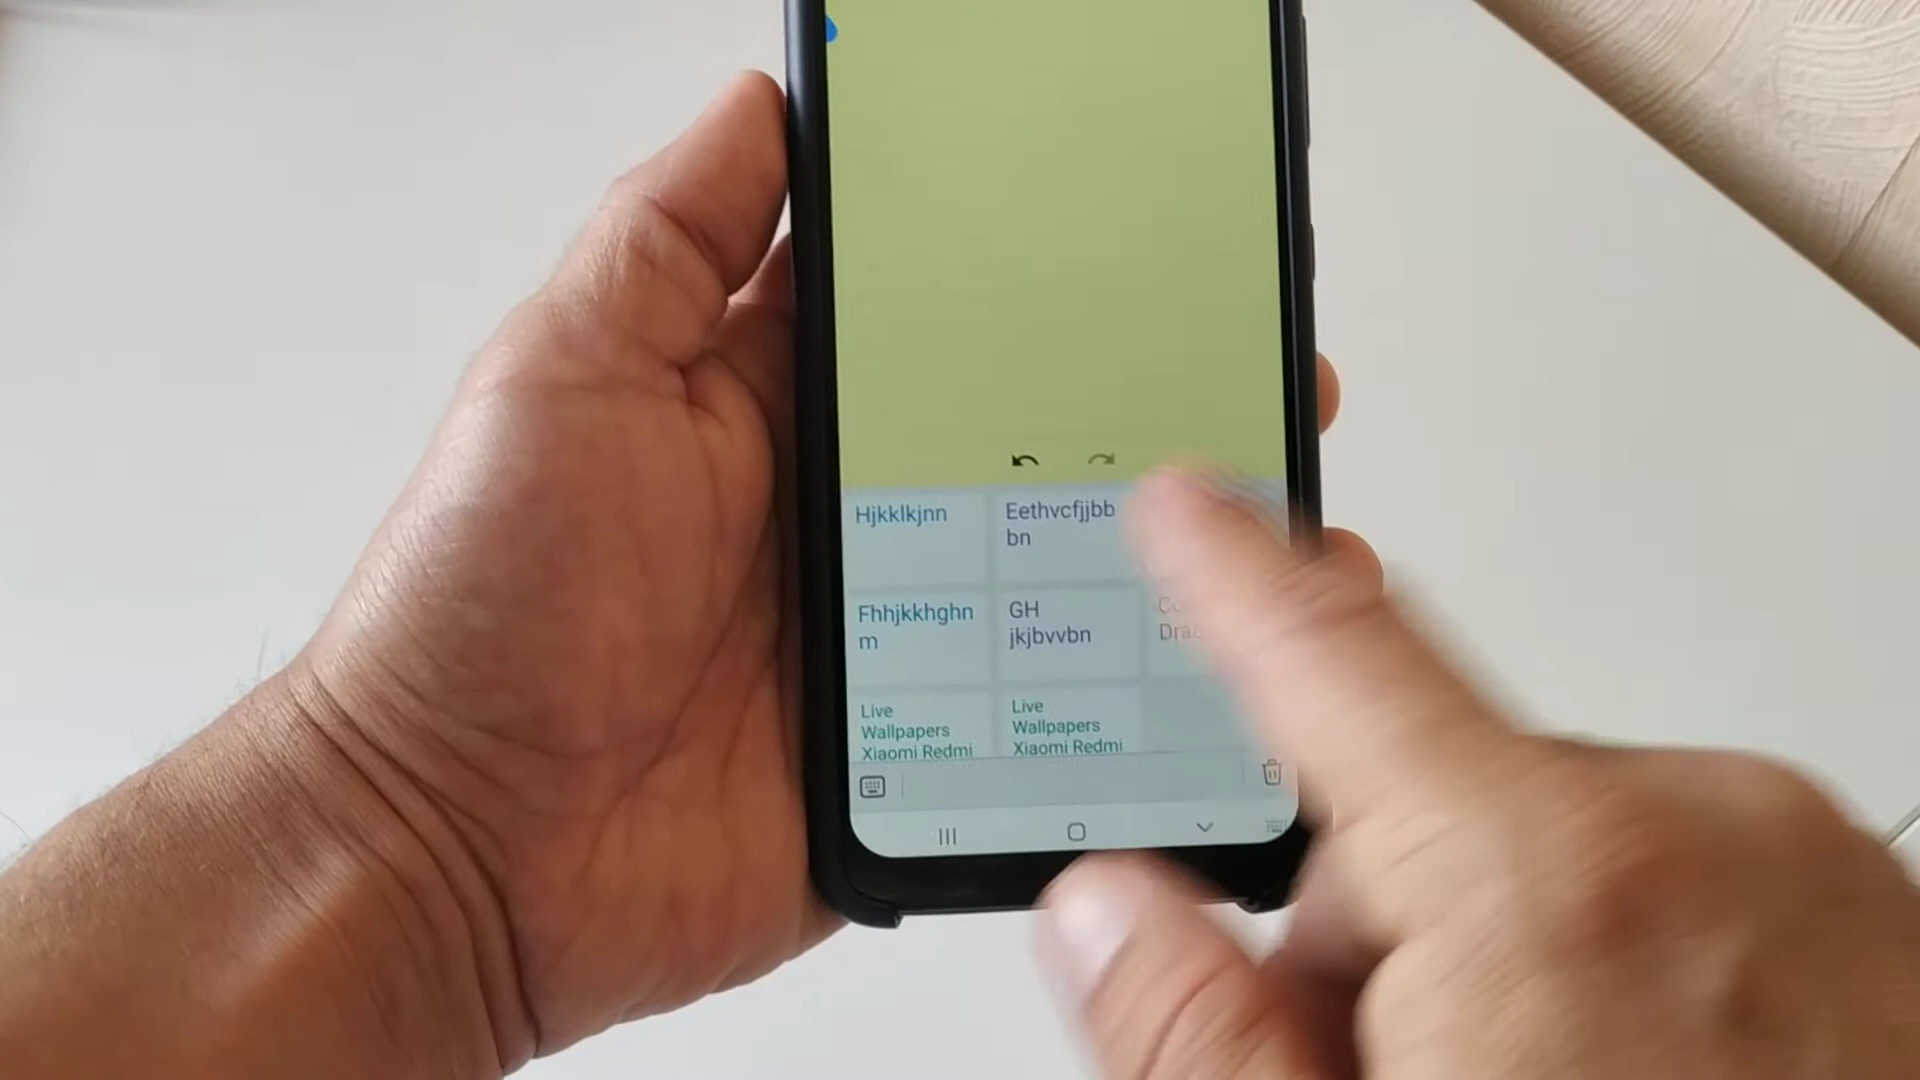 Hjkklkjnn
Eethvcfjjbb
bn
Fhhjkkhghn
m
GH
jkjbvvbn
Live
Wallpapers
Xiaomi Redmi
Live
Wallpapers
Xiaomi Redmi